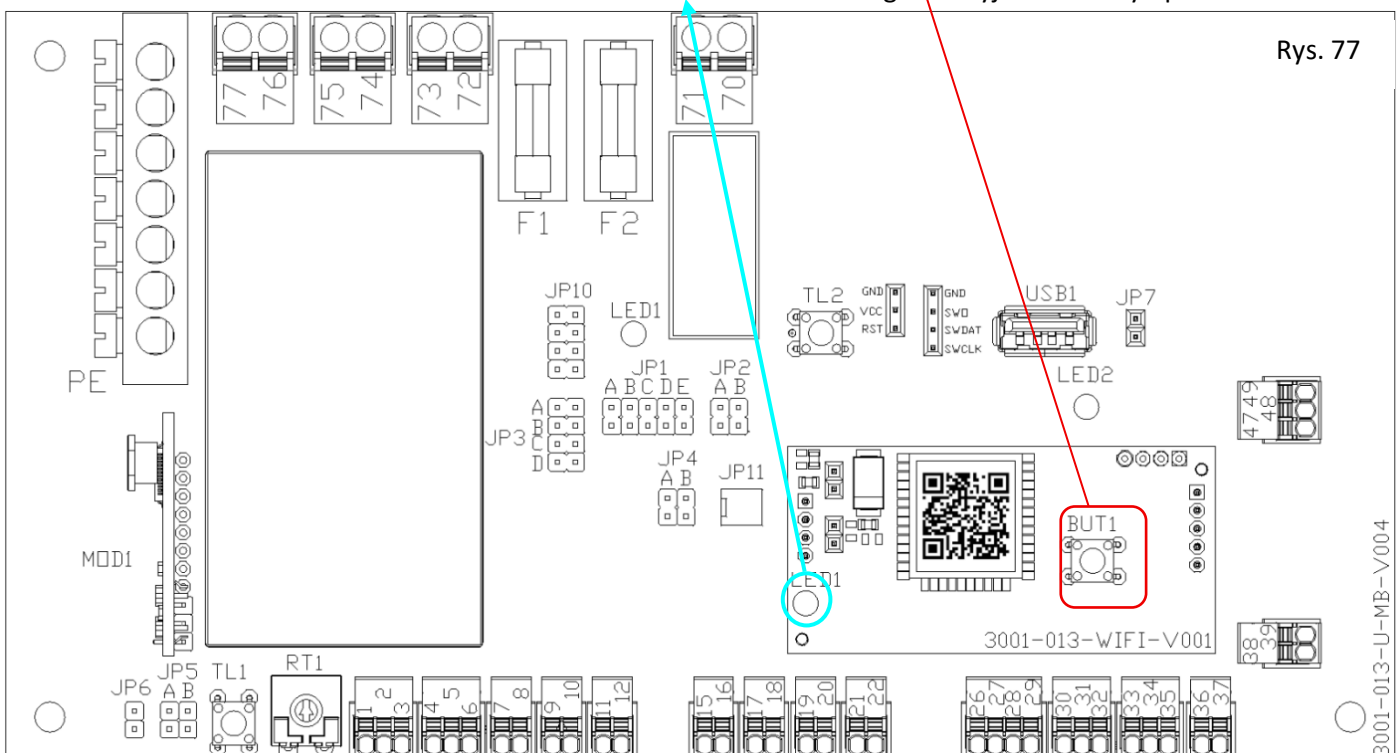 Rys. 77
77 76
75 74
73 72
71 70
F1
F2
PE
JP10
LED1
TL2
GND
VCC
RST
GND
SWO
SWDAT
SWCLK
USB1
JP7
LED2
JP1
A B C D E
JP2
A B
JP3
A
B
C
D
JP4
A B
JP11
47 48 49
MOD1
BUT1
LED1
3001-013-WIFI-V001
38 39
3001-013-U-MB-V004
JP6
JP5
A B
TL1
RT1
1 2 3
4 5 6
7 8
9 10
11 12
15 16
17 18
19 20
21 22
26 27 28 29
30 31 32
33 34 35
36 37